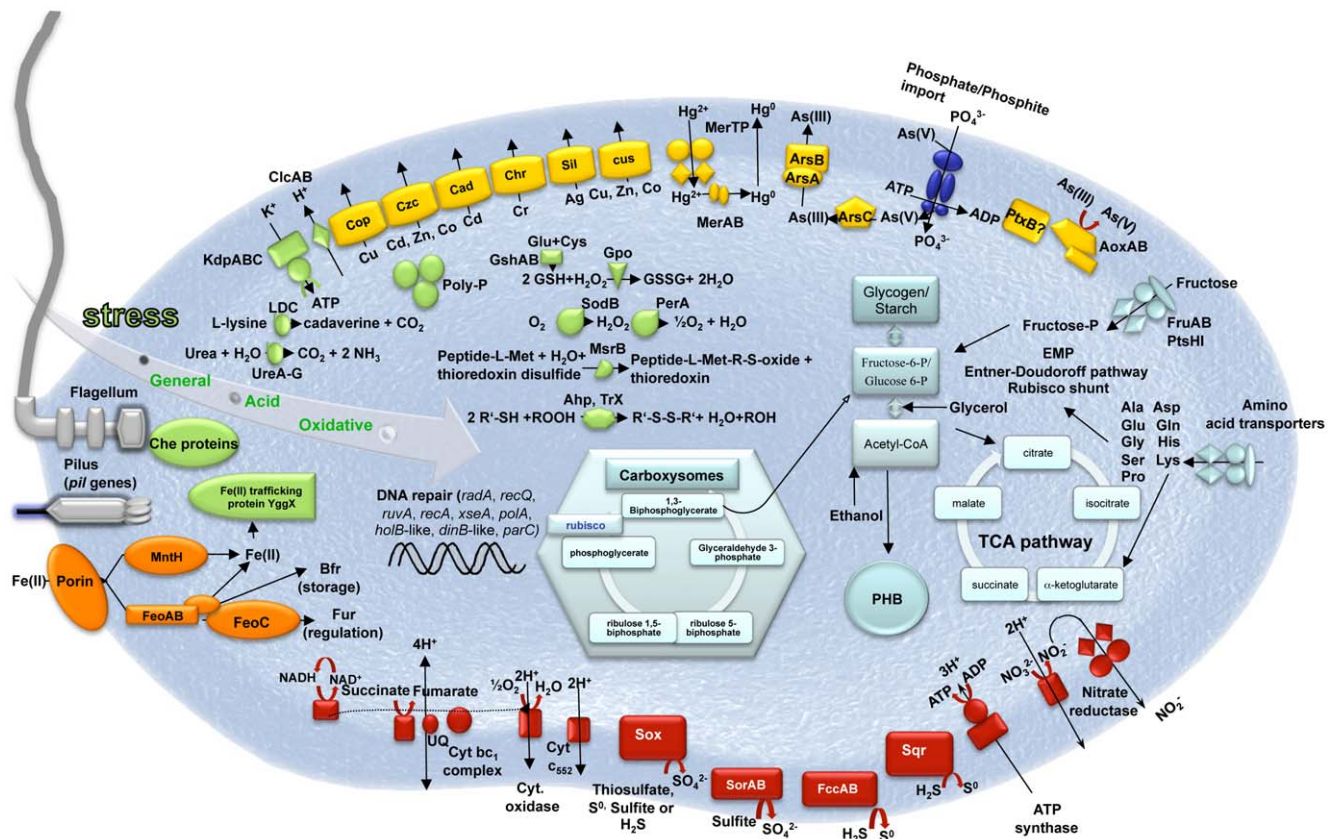 Phosphate/Phosphite
import
PO₄³⁻
As(V)
Hg²⁺
Hg⁰
MerTP
As(III)
ClcAB
K⁺
H⁺
Cop
Czc
Cad
Chr
Sil
cus
Cu
Cd, Zn, Co
Cd
Cr
Ag
Cu, Zn, Co
Hg²⁺
Hg⁰
MerAB
ArsB
ArsA
As(III)
ArsC
As(V)
ATP
ADP
PO₄³⁻
PtxB?
As(III)
As(V)
AoxAB
KdpABC
ATP
Poly-P
Glu+Cys
GshAB
Gpo
2 GSH+H₂O₂
GSSG+ 2H₂O
SodB
PerA
O₂
H₂O₂
½O₂ + H₂O
stress
LDC
L-lysine
cadaverine + CO₂
Urea + H₂O
CO₂ + 2 NH₃
UreA-G
General
Acid
Oxidative
Peptide-L-Met + H₂O+
thioredoxin disulfide
MsrB
Peptide-L-Met-R-S-oxide +
thioredoxin
Ahp, TrX
2 R‘-SH +ROOH
R‘-S-S-R‘+ H₂O+ROH
Glycogen/
Starch
Fructose-6-P/
Glucose 6-P
Acetyl-CoA
Glycerol
Ethanol
PHB
Fructose
Fructose-P
FruAB
PtsHI
EMP
Entner-Doudoroff pathway
Rubisco shunt
Ala Asp
Glu Gln
Gly His
Ser Lys
Pro
Amino
acid transporters
citrate
malate
isocitrate
TCA pathway
succinate
α-ketoglutarate
Flagellum
Che proteins
Pilus
(pil genes)
Fe(II) trafficking
protein YggX
Fe(II)
Porin
MntH
Fe(II)
FeoAB
FeoC
Bfr
(storage)
Fur
(regulation)
DNA repair (radA, recQ,
ruvA, recA, xseA, polA,
holB-like, dinB-like, parC)
Carboxysomes
1,3-
Biphosphoglycerate
rubisco
phosphoglycerate
Glyceraldehyde 3-
phosphate
ribulose 1,5-
biphosphate
ribulose 5-
biphosphate
NADH
NAD⁺
Succinate
Fumarate
4H⁺
UQ
Cyt bc₁
complex
½O₂
2H⁺
H₂O
Cyt.
oxidase
2H⁺
Cyt
c₅₅₂
Sox
SO₄²⁻
Thiosulfate,
S⁰, Sulfite or
H₂S
SorAB
Sulfite
SO₄²⁻
FccAB
H₂S
S⁰
Sqr
H₂S
S⁰
3H⁺
ATP
ADP
ATP
synthase
2H⁺
NO₃²⁻
NO₂⁻
Nitrate
reductase
NO₂⁻